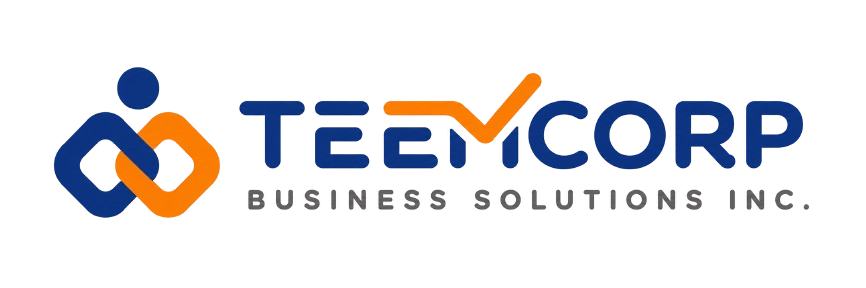 TEEMCORP
BUSINESS SOLUTIONS INC.